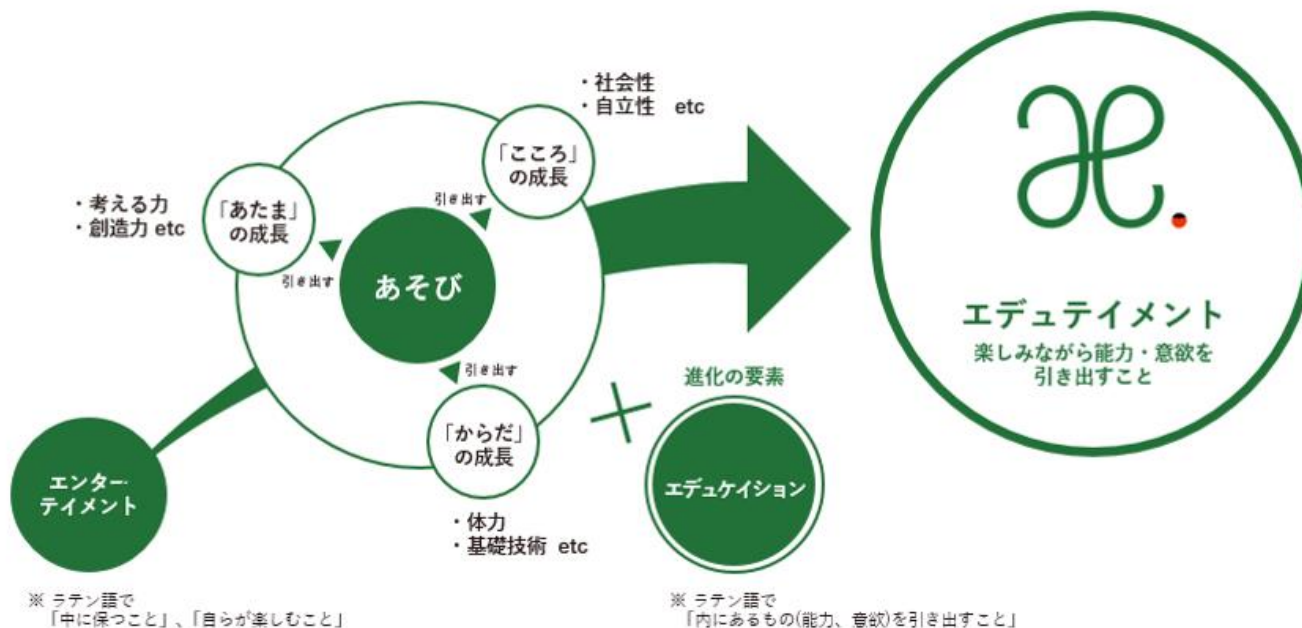 ・社会性
・自立性 etc
「こころ」
の成長
・考える力
・創造力 etc
「あたま」
の成長
引き出す
引き出す
あそび
引き出す
「からだ」
の成長
・体力
・基礎技術 etc
エンター
テイメント
※ ラテン語で
「中に保つこと」、「自らが楽しむこと」
進化の要素
エデュケイション
※ ラテン語で
「内にあるもの(能力、意欲)を引き出すこと」
æ.
エデュテイメント
楽しみながら能力・意欲を
引き出すこと